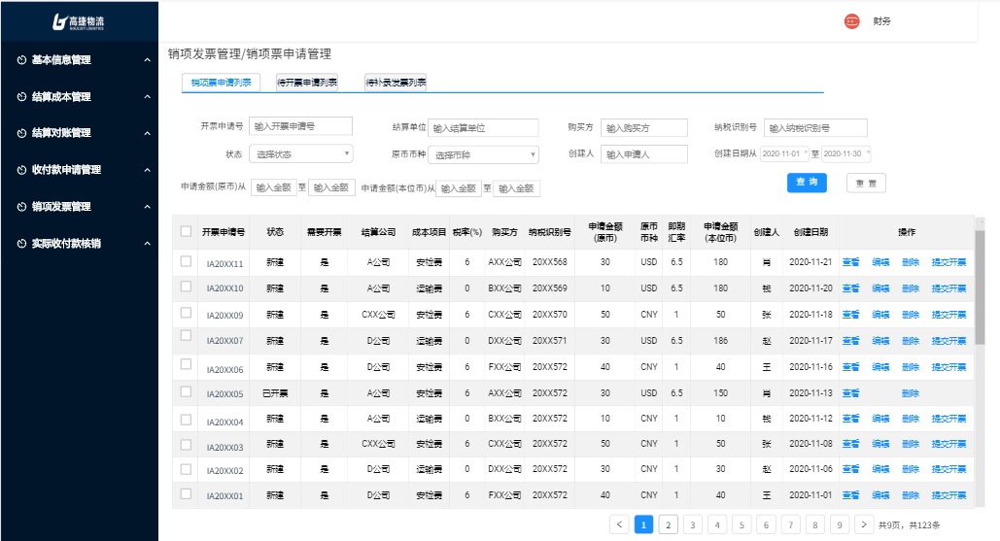 高捷物流
财务
基本信息管理
结算成本管理
结算对账管理
收付款申请管理
销项发票管理
实际收付款核销
销项发票管理/销项票申请管理
销项票申请列表 待开票申请列表 待补录发票列表
开票申请号 输入开票申请号 结算单位 输入结算单位 购买方 输入购买方 纳税识别号 输入纳税识别号
状态 选择状态 原币币种 选择币种 创建人 输入申请人 创建日期从 2020-11-01 至 2020-11-30
申请金额(原币)从 输入金额 至 输入金额 申请金额(本位币)从 输入金额 至 输入金额 查 询 重 置
开票申请号 状态 需要开票 结算公司 成本项目 税率(%) 购买方 纳税识别号 申请金额(原币) 原币币种 即期汇率 申请金额(本位币) 创建人 创建日期 操作
IA20XX11 新建 是 A公司 安检费 6 AXX公司 20XX568 30 USD 6.5 180 肖 2020-11-21 查看 编辑 删除 提交开票
IA20XX10 新建 是 A公司 运输费 0 BXX公司 20XX569 10 USD 6.5 180 钱 2020-11-20 查看 编辑 删除 提交开票
IA20XX09 新建 是 CXX公司 安检费 6 CXX公司 20XX570 50 CNY 1 50 张 2020-11-18 查看 编辑 删除 提交开票
IA20XX07 新建 是 D公司 运输费 0 DXX公司 20XX571 30 USD 6.5 186 赵 2020-11-17 查看 编辑 删除 提交开票
IA20XX06 新建 是 D公司 安检费 6 FXX公司 20XX572 40 CNY 1 40 王 2020-11-16 查看 编辑 删除 提交开票
IA20XX05 已开票 是 A公司 安检费 6 AXX公司 20XX572 30 USD 6.5 150 肖 2020-11-13 查看 删除
IA20XX04 新建 是 A公司 运输费 0 BXX公司 20XX572 10 CNY 1 10 钱 2020-11-12 查看 编辑 删除 提交开票
IA20XX03 新建 是 CXX公司 安检费 6 CXX公司 20XX572 50 CNY 1 50 张 2020-11-08 查看 编辑 删除 提交开票
IA20XX02 新建 是 D公司 运输费 0 DXX公司 20XX572 30 CNY 1 30 赵 2020-11-06 查看 编辑 删除 提交开票
IA20XX01 新建 是 D公司 安检费 6 FXX公司 20XX572 40 CNY 1 40 王 2020-11-01 查看 编辑 删除 提交开票
< 1 2 3 4 5 6 7 8 9 > 共9页，共123条